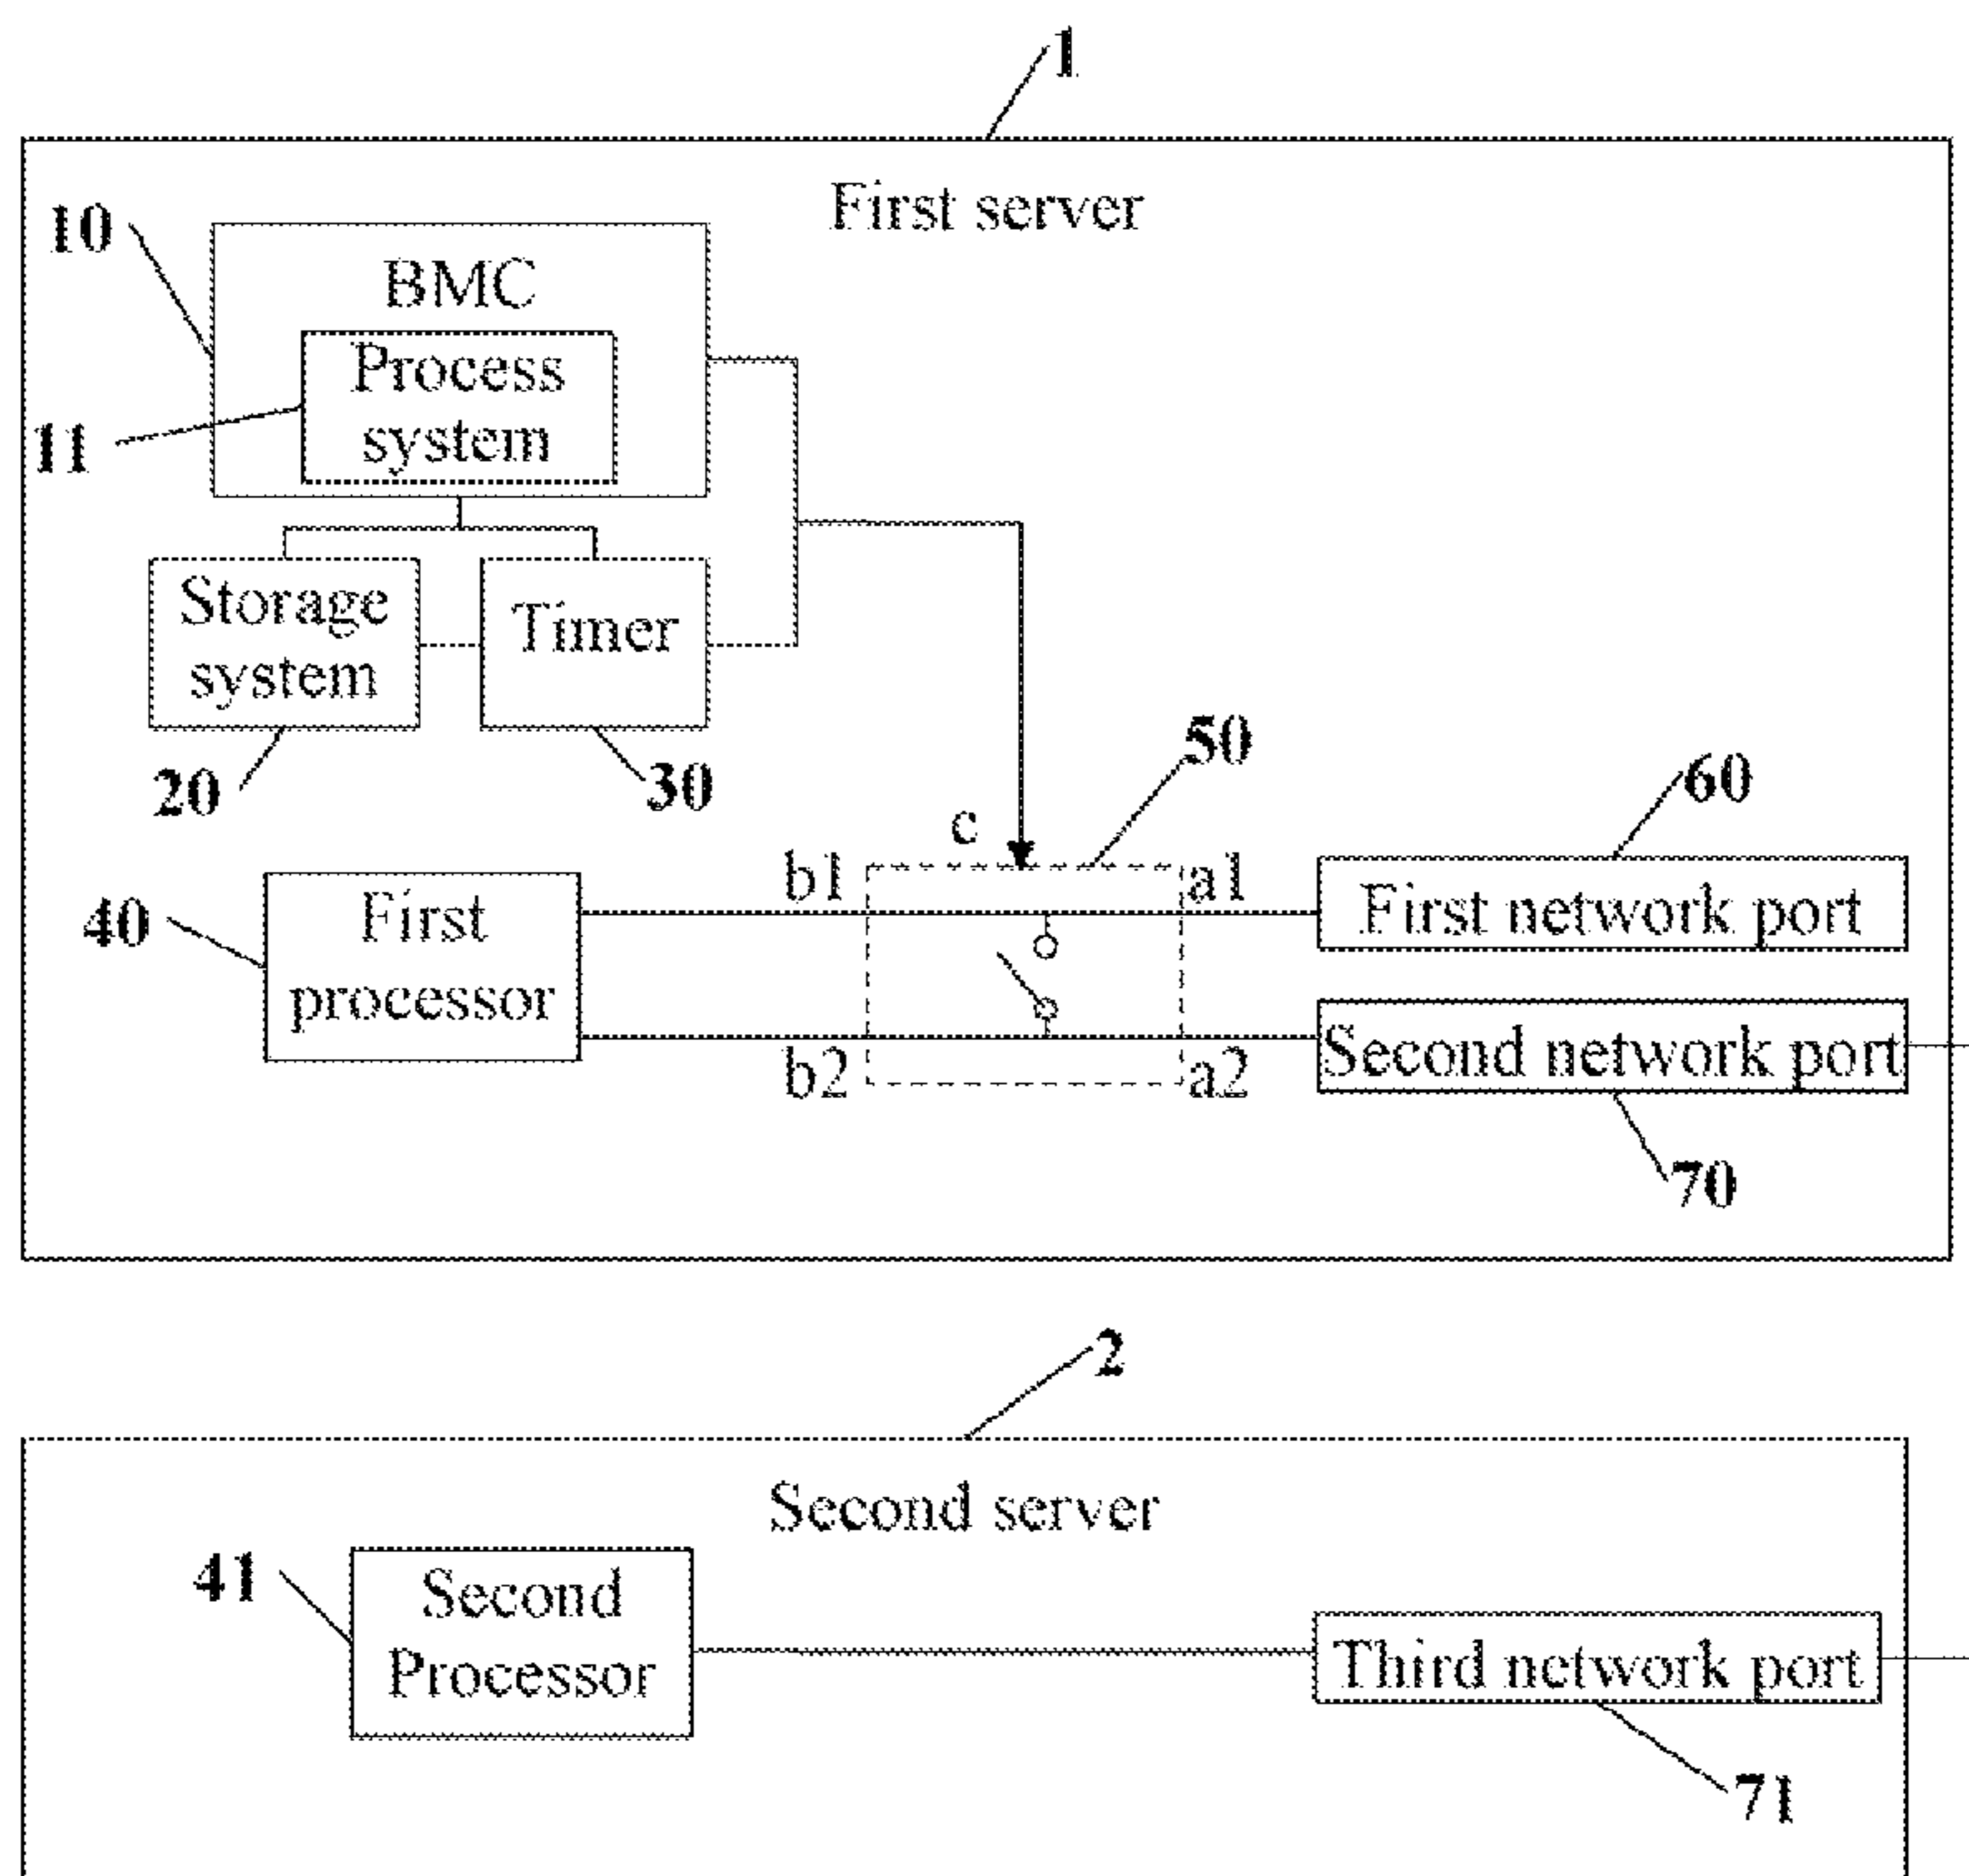 1
First server
10
BMC
Process
system
11
Storage
system
Timer
20
30
50
60
c
b1
a1
40
First
processor
First network port
Second network port
b2
a2
70
2
Second server
41
Second
Processor
Third network port
71